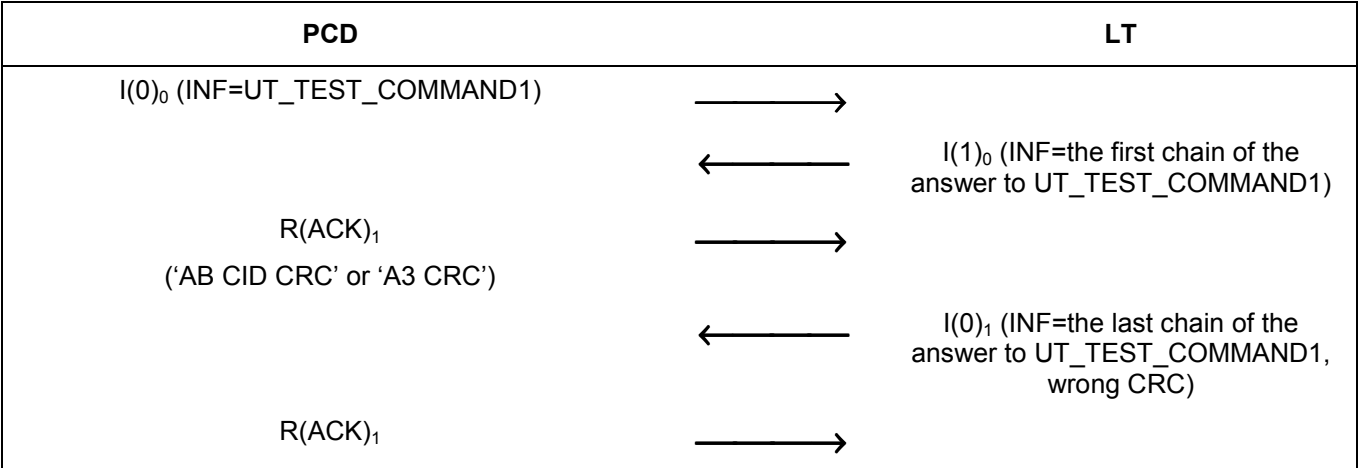 PCD LT
I(0)₀ (INF=UT_TEST_COMMAND1)
I(1)₀ (INF=the first chain of the
answer to UT_TEST_COMMAND1)
R(ACK)₁
(‘AB CID CRC’ or ‘A3 CRC’)
I(0)₁ (INF=the last chain of the
answer to UT_TEST_COMMAND1,
wrong CRC)
R(ACK)₁